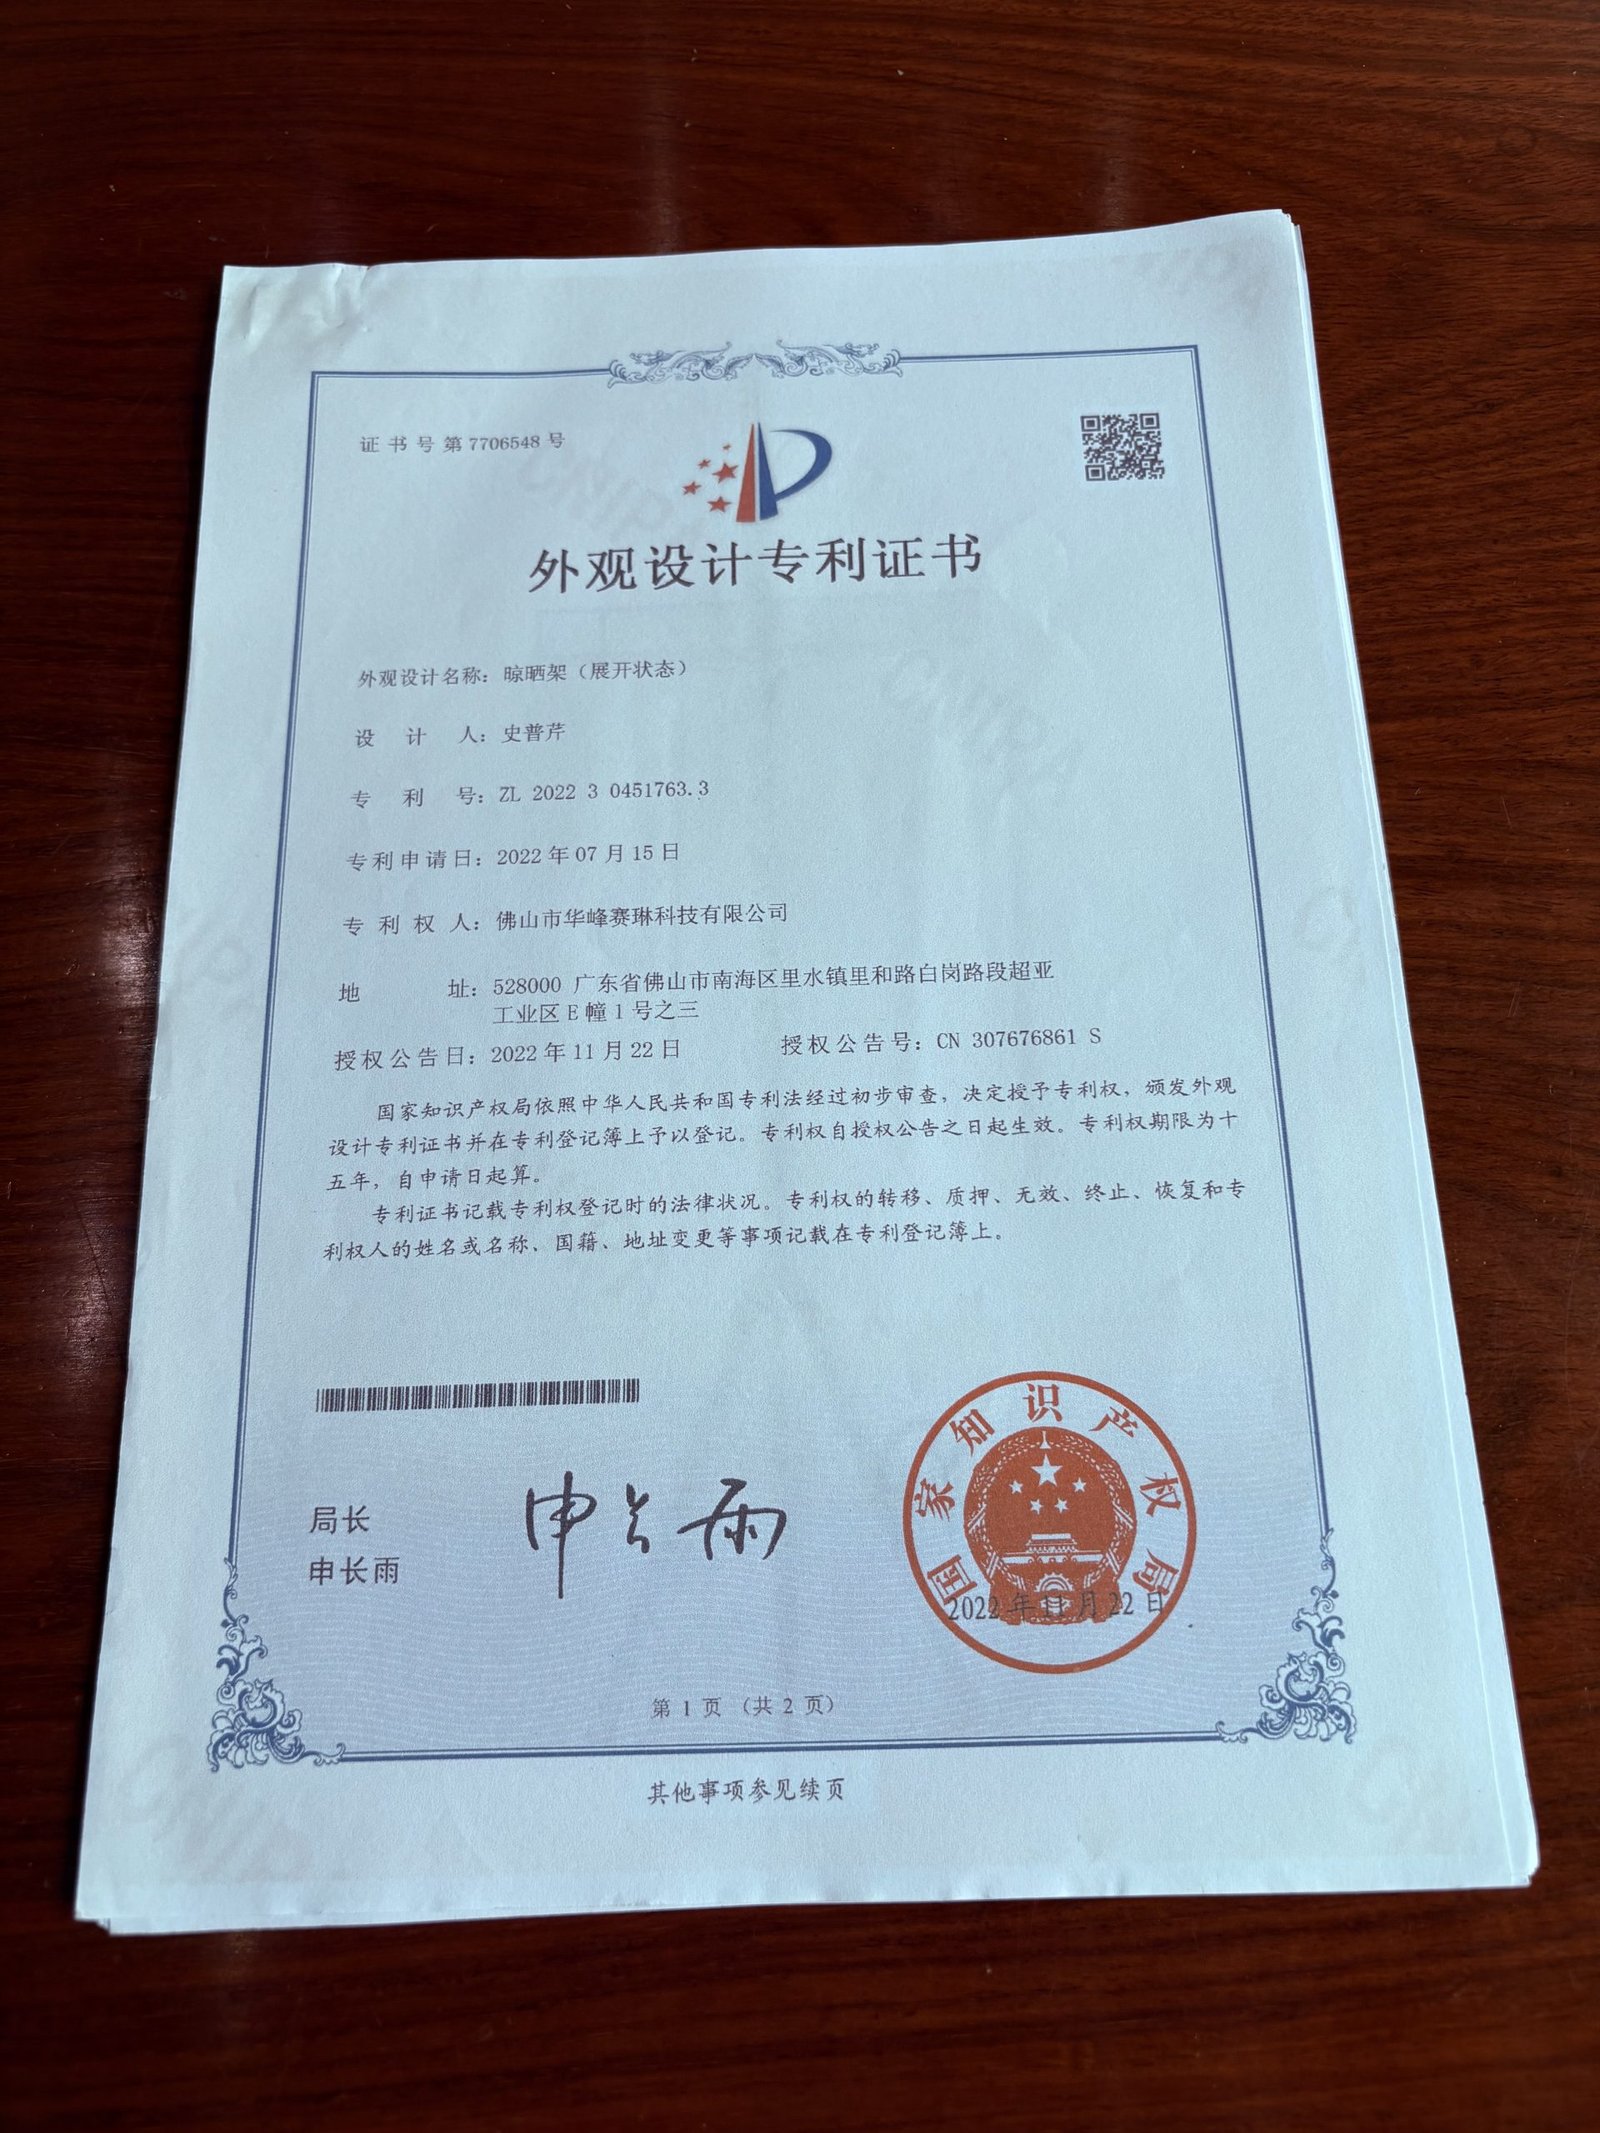 证书号第7706548号
外观设计专利证书
外观设计名称：晾晒架（展开状态）
设计人：史普芹
专利号：ZL 2022 3 0451763.3
专利申请日：2022年07月15日
专利权人：佛山市华峰赛琳科技有限公司
地址：528000 广东省佛山市南海区里水镇里和路白岗路段超亚
工业区E幢1号之三
授权公告日：2022年11月22日 授权公告号：CN 307676861 S
国家知识产权局依照中华人民共和国专利法经过初步审查，决定授予专利权，颁发外观
设计专利证书并在专利登记簿上予以登记。专利权自授权公告之日起生效。专利权期限为十
五年，自申请日起算。
专利证书记载专利权登记时的法律状况。专利权的转移、质押、无效、终止、恢复和专
利权人的姓名或名称、国籍、地址变更等事项记载在专利登记簿上。
局长
申长雨
申长雨
国家知识产权局
2022年11月22日
第1页（共2页）
其他事项参见续页